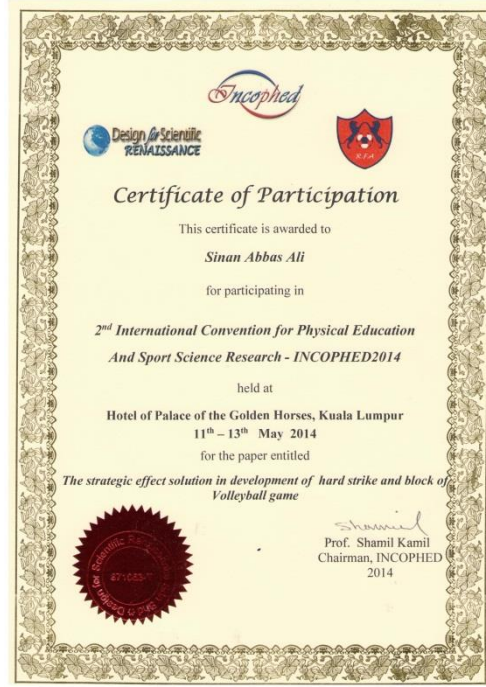 Incophed
Design for Scientific
RENAISSANCE
R.F.A
Certificate of Participation
This certificate is awarded to
Sinan Abbas Ali
for participating in
2nd International Convention for Physical Education
And Sport Science Research - INCOPHED2014
held at
Hotel of Palace of the Golden Horses, Kuala Lumpur
11th – 13th May 2014
for the paper entitled
The strategic effect solution in development of hard strike and block of
Volleyball game
Prof. Shamil Kamil
Chairman, INCOPHED
2014